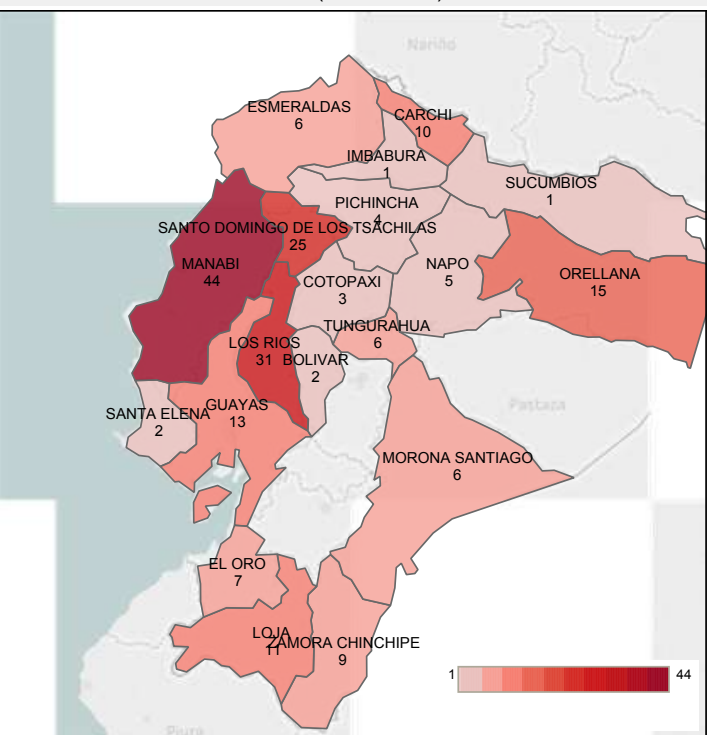 Nariño
ESMERALDAS
6
CARCHI
10
IMBABURA
1
SUCUMBIOS
1
PICHINCHA
4
SANTO DOMINGO DE LOS TSACHILAS
25
MANABI
44
NAPO
5
ORELLANA
15
COTOPAXI
3
TUNGURAHUA
6
LOS RIOS
31
BOLIVAR
2
SANTA ELENA
2
GUAYAS
13
Pastaza
MORONA SANTIAGO
6
EL ORO
7
LOJA
11
ZAMORA CHINCHIPE
9
1
44
Piura